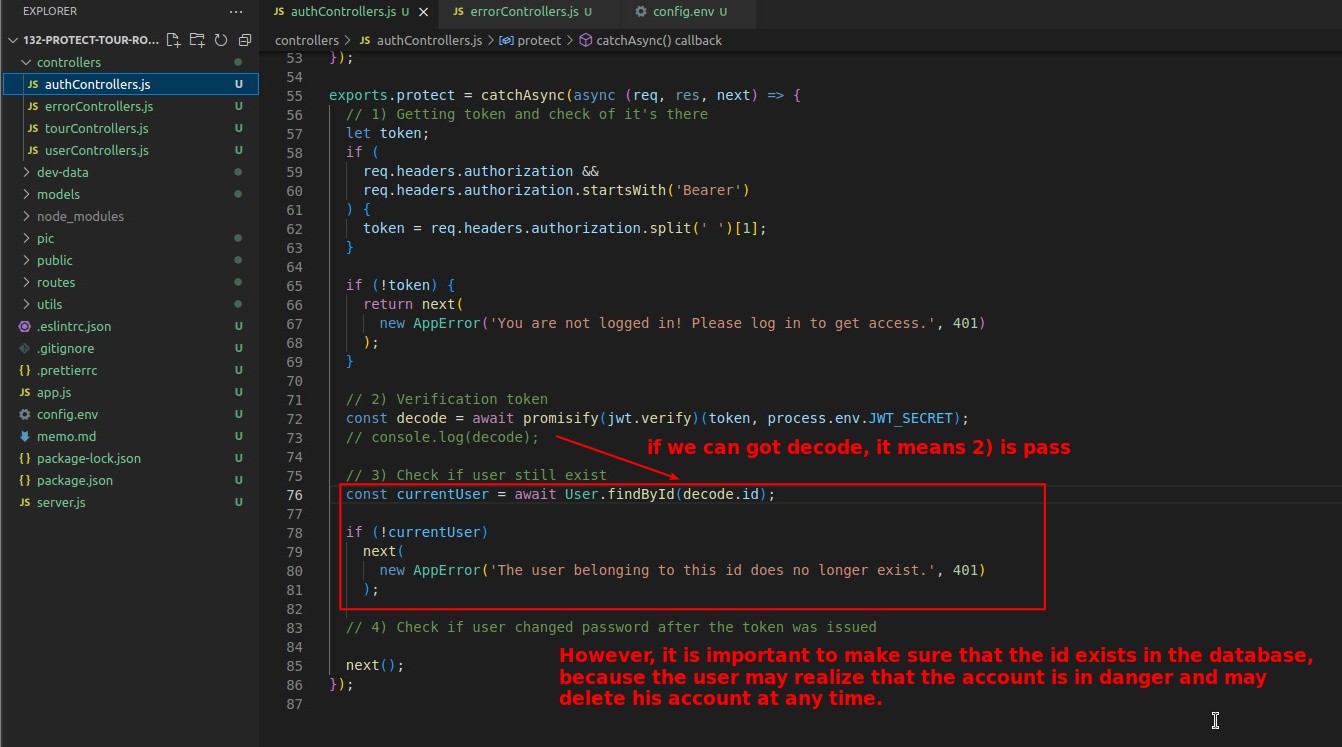 EXPLORER ···
132-PROTECT-TOUR-RO...
controllers
JS authControllers.js U
JS errorControllers.js U
JS tourControllers.js U
JS userControllers.js U
dev-data
models
node_modules
pic
public
routes
utils
.eslintrc.json U
.gitignore U
{} .prettierrc U
JS app.js U
config.env U
memo.md U
{} package-lock.json U
{} package.json U
JS server.js U
JS authControllers.js U × JS errorControllers.js U config.env U
controllers > JS authControllers.js > protect > catchAsync() callback
53 });
54
55 exports.protect = catchAsync(async (req, res, next) => {
56 // 1) Getting token and check of it's there
57 let token;
58 if (
59 req.headers.authorization &&
60 req.headers.authorization.startsWith('Bearer')
61 ) {
62 token = req.headers.authorization.split(' ')[1];
63 }
64
65 if (!token) {
66 return next(
67 new AppError('You are not logged in! Please log in to get access.', 401)
68 );
69 }
70
71 // 2) Verification token
72 const decode = await promisify(jwt.verify)(token, process.env.JWT_SECRET);
73 // console.log(decode);
if we can got decode, it means 2) is pass
74
75 // 3) Check if user still exist
76 const currentUser = await User.findById(decode.id);
77
78 if (!currentUser)
79 next(
80 new AppError('The user belonging to this id does no longer exist.', 401)
81 );
82
83 // 4) Check if user changed password after the token was issued
84
85 next();
86 });
87
However, it is important to make sure that the id exists in the database,
because the user may realize that the account is in danger and may
delete his account at any time.